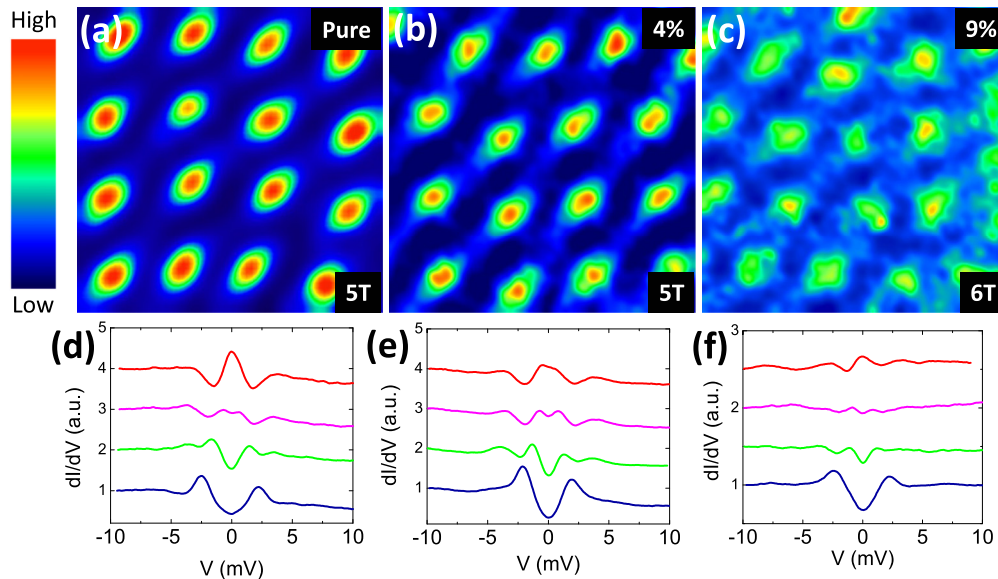 High
Low
(a)
Pure
5T
(b)
4%
5T
(c)
9%
6T
(d)
5
4
3
2
1
dI/dV (a.u.)
-10 -5 0 5 10
V (mV)
(e)
5
4
3
2
1
dI/dV (a.u.)
-10 -5 0 5 10
V (mV)
(f)
3
2
1
dI/dV (a.u.)
-10 -5 0 5 10
V (mV)